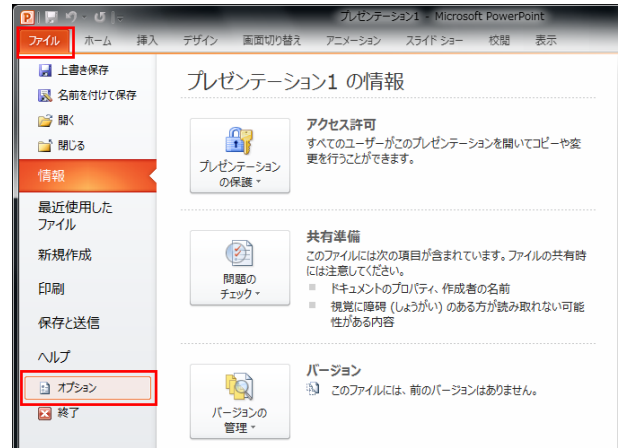 プレゼンテーション1 - Microsoft PowerPoint
ファイル ホーム 挿入 デザイン 画面切り替え アニメーション スライド ショー 校閲 表示
上書き保存
名前を付けて保存
開く
閉じる
情報
最近使用した
ファイル
新規作成
印刷
保存と送信
ヘルプ
オプション
終了
プレゼンテーション1 の情報
プレゼンテーション
の保護
アクセス許可
すべてのユーザーがこのプレゼンテーションを開いてコピーや変
更を行うことができます。
問題の
チェック
共有準備
このファイルには次の項目が含まれています。ファイルの共有時
には注意してください。
ドキュメントのプロパティ、作成者の名前
視覚に障碍 (しょうがい) のある方が読み取れない可能
性がある内容
バージョンの
管理
バージョン
このファイルには、前のバージョンはありません。